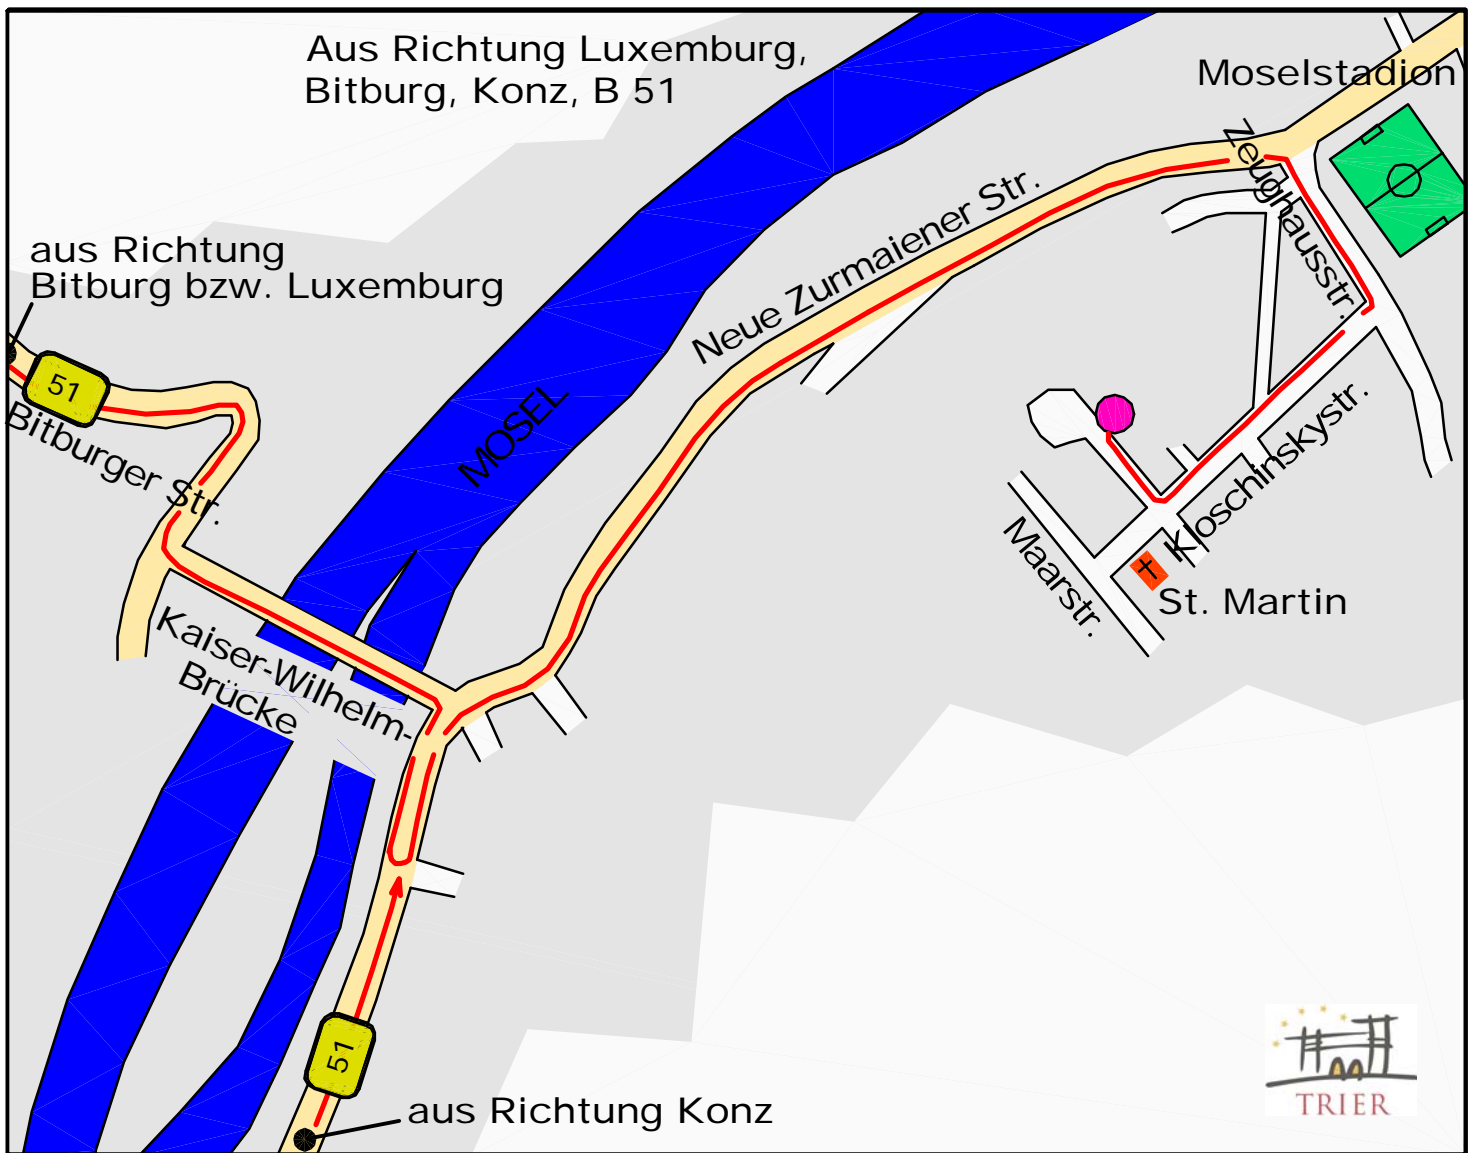 Aus Richtung Luxemburg,
Bitburg, Konz, B 51
Moselstadion
Zeughausstr.
Neue Zurmaiener Str.
aus Richtung
Bitburg bzw. Luxemburg
51
Bitburger Str.
MOSEL
Kloschinskystr.
Maarstr.
St. Martin
Kaiser-Wilhelm-
Brücke
51
aus Richtung Konz
TRIER